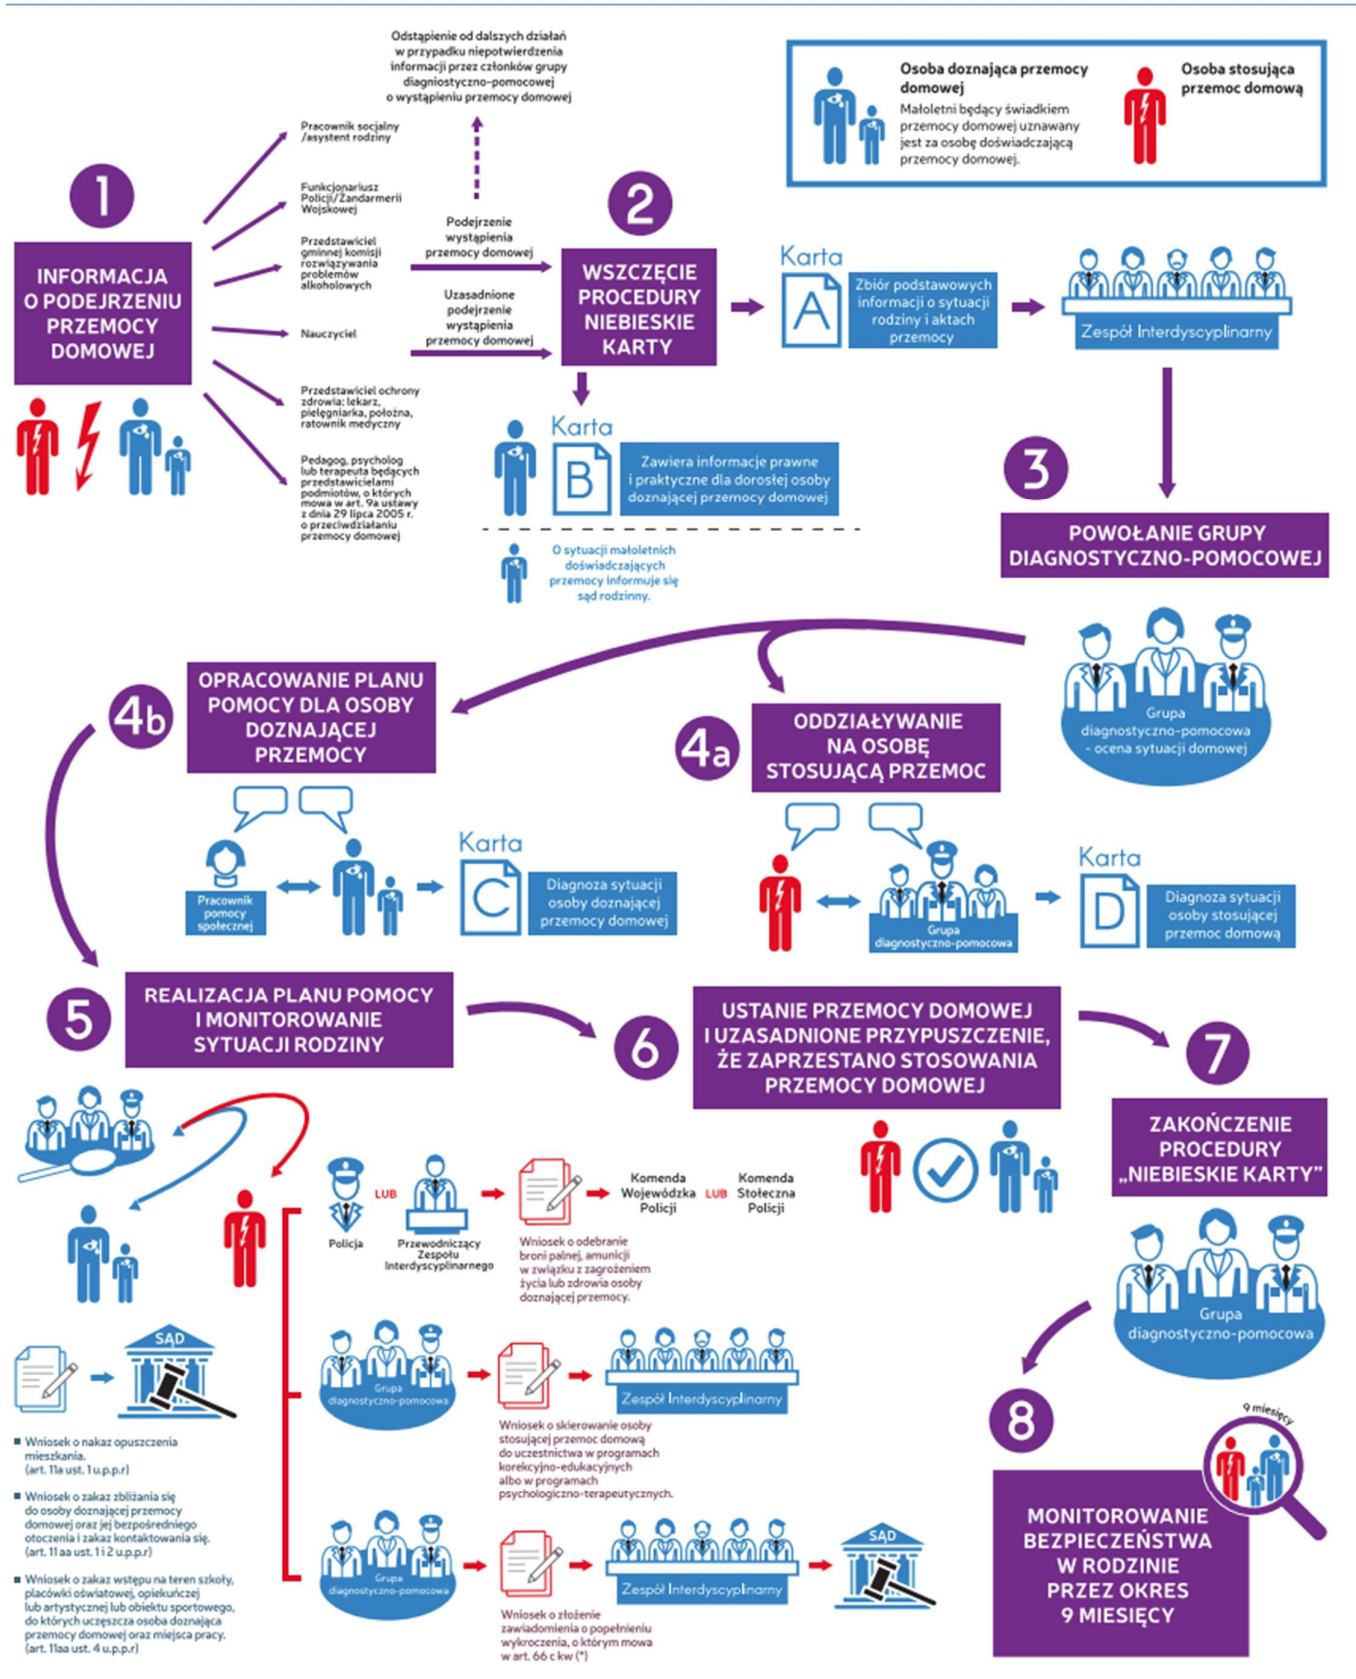 Odstąpienie od dalszych działań
w przypadku niepotwierdzenia
informacji przez członków grupy
diagniostyczno-pomocowej
o wystąpieniu przemocy domowej
Osoba doznająca przemocy
domowej
Małoletni będący świadkiem
przemocy domowej uznawany
jest za osobę doświadczającą
przemocy domowej.
Osoba stosująca
przemoc domową
1
INFORMACJA
O PODEJRZENIU
PRZEMOCY
DOMOWEJ
Pracownik socjalny
/asystent rodziny
Funkcjonariusz
Policji/Żandarmerii
Wojskowej
Przedstawiciel
gminnej komisji
rozwiązywania
problemów
alkoholowych
Nauczyciel
Przedstawiciel ochrony
zdrowia: lekarz,
pielęgniarka, położna,
ratownik medyczny
Pedagog, psycholog
lub terapeuta będących
przedstawicielami
podmiotów, o których
mowa w art. 9a ustawy
z dnia 29 lipca 2005 r.
o przeciwdziałaniu
przemocy domowej
Podejrzenie
wystąpienia
przemocy domowej
Uzasadnione
podejrzenie
wystąpienia
przemocy domowej
2
WSZCZĘCIE
PROCEDURY
NIEBIESKIE
KARTY
Karta
A
Zbiór podstawowych
informacji o sytuacji
rodziny i aktach
przemocy
Zespół Interdyscyplinarny
Karta
B
Zawiera informacje prawne
i praktyczne dla dorosłej osoby
doznającej przemocy domowej
O sytuacji małoletnich
doświadczających
przemocy informuje się
sąd rodzinny.
3
POWOŁANIE GRUPY
DIAGNOSTYCZNO-POMOCOWEJ
Grupa
diagnostyczno-pomocowa
- ocena sytuacji domowej
4a
ODDZIAŁYWANIE
NA OSOBĘ
STOSUJĄCĄ PRZEMOC
Grupa
diagnostyczno-pomocowa
Karta
D
Diagnoza sytuacji
osoby stosującej
przemoc domową
4b
OPRACOWANIE PLANU
POMOCY DLA OSOBY
DOZNAJĄCEJ
PRZEMOCY
Pracownik
pomocy
społecznej
Karta
C
Diagnoza sytuacji
osoby doznającej
przemocy domowej
5
REALIZACJA PLANU POMOCY
I MONITOROWANIE
SYTUACJI RODZINY
SĄD
Wniosek o nakaz opuszczenia
mieszkania.
(art. 11a ust. 1 u.p.p.r)
Wniosek o zakaz zbliżania się
do osoby doznającej przemocy
domowej oraz jej bezpośredniego
otoczenia i zakaz kontaktowania się.
(art. 11 aa ust. 1 i 2 u.p.p.r)
Wniosek o zakaz wstępu na teren szkoły,
placówki oświatowej, opiekuńczej
lub artystycznej lub obiektu sportowego,
do których uczęszcza osoba doznająca
przemocy domowej oraz miejsca pracy.
(art. 11aa ust. 4 u.p.p.r)
Policja
LUB
Przewodniczący
Zespołu
Interdyscyplinarnego
Wniosek o odebranie
broni palnej, amunicji
w związku z zagrożeniem
życia lub zdrowia osoby
doznającej przemocy.
Komenda
Wojewódzka
Policji
LUB
Komenda
Stołeczna
Policji
Grupa
diagnostyczno-pomocowa
Wniosek o skierowanie osoby
stosującej przemoc domową
do uczestnictwa w programach
korekcyjno-edukacyjnych
albo w programach
psychologiczno-terapeutycznych.
Zespół Interdyscyplinarny
Grupa
diagnostyczno-pomocowa
Wniosek o złożenie
zawiadomienia o popełnieniu
wykroczenia, o którym mowa
w art. 66 c kw (*)
Zespół Interdyscyplinarny
SĄD
6
USTANIE PRZEMOCY DOMOWEJ
I UZASADNIONE PRZYPUSZCZENIE,
ŻE ZAPRZESTANO STOSOWANIA
PRZEMOCY DOMOWEJ
7
ZAKOŃCZENIE
PROCEDURY
„NIEBIESKIE KARTY”
Grupa
diagnostyczno-pomocowa
8
9 miesięcy
MONITOROWANIE
BEZPIECZEŃSTWA
W RODZINIE
PRZEZ OKRES
9 MIESIĘCY